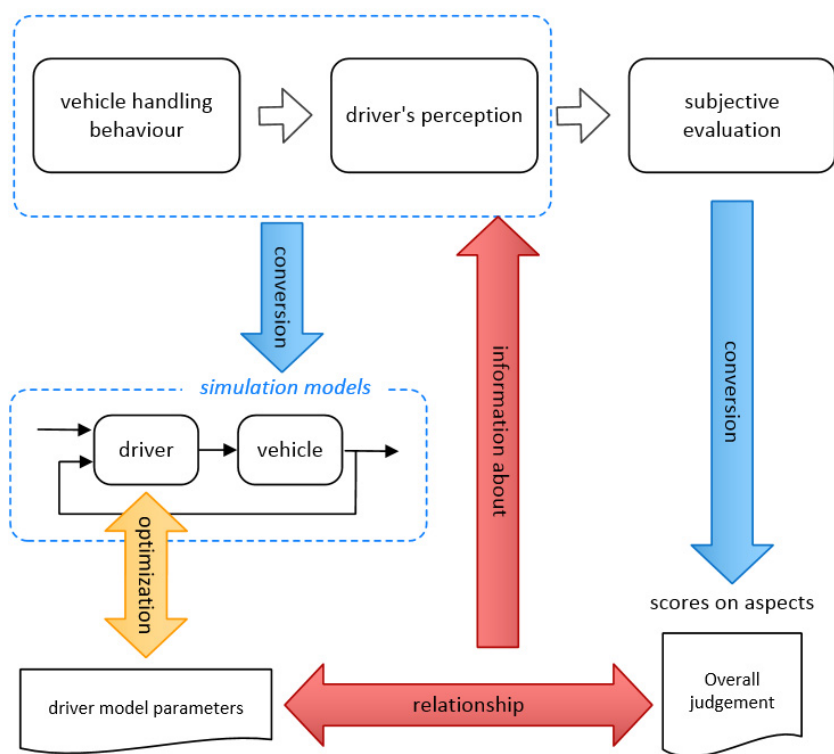 vehicle handling
behaviour
driver's perception
subjective
evaluation
conversion
information about
conversion
simulation models
driver
vehicle
optimization
scores on aspects
driver model parameters
relationship
Overall
judgement